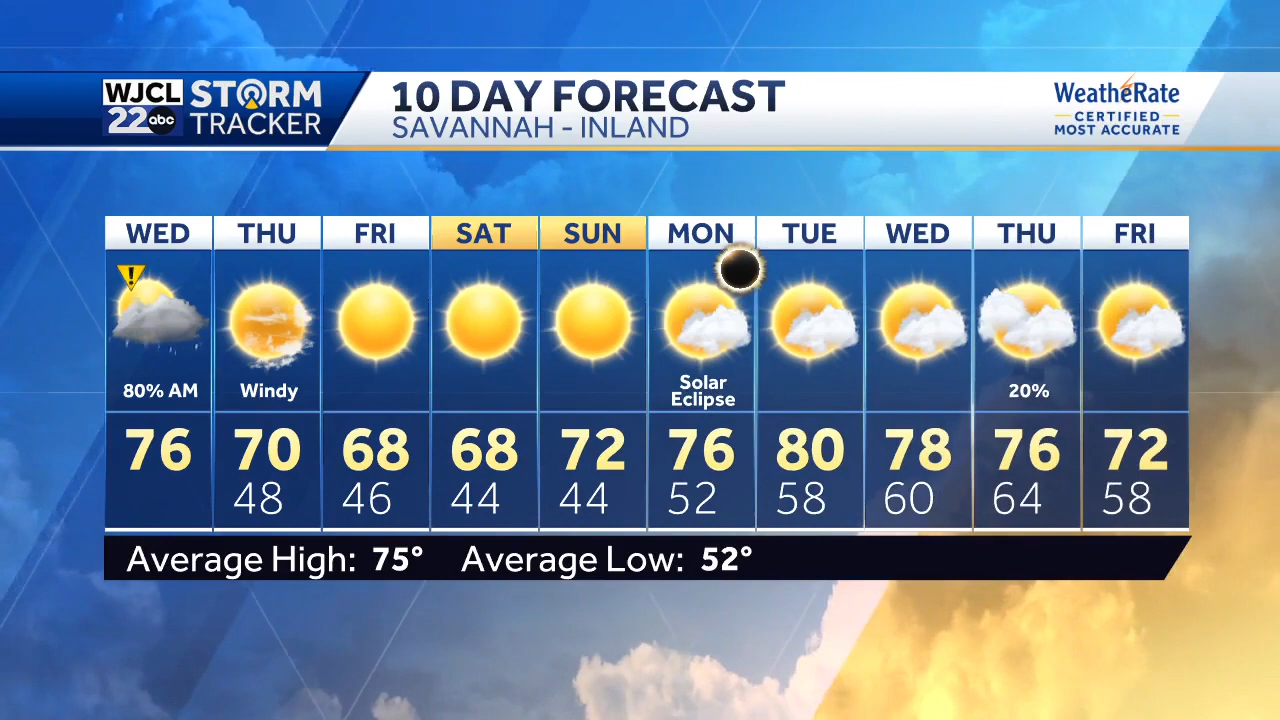 WJCL
22 abc
STORM
TRACKER
10 DAY FORECAST
SAVANNAH - INLAND
WeatheRate
CERTIFIED
MOST ACCURATE
WED THU FRI SAT SUN MON TUE WED THU FRI
!
80% AM Windy Solar Eclipse 20%
76 70 68 68 72 76 80 78 76 72
48 46 44 44 52 58 60 64 58
Average High: 75° Average Low: 52°